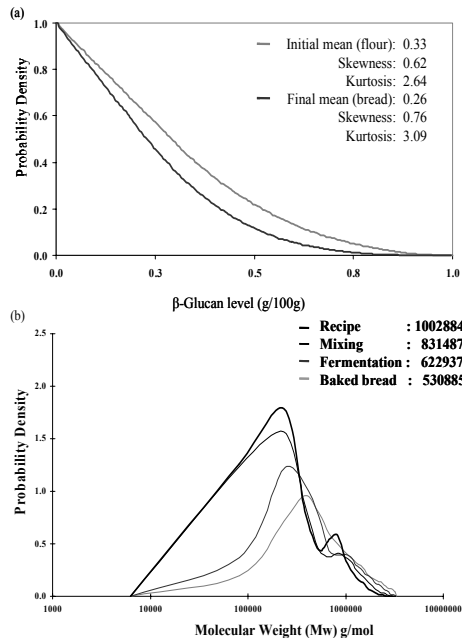 (a)
1.0
0.8
0.6
0.4
0.2
0.0
Probability Density
Initial mean (flour): 0.33
Skewness: 0.62
Kurtosis: 2.64
Final mean (bread): 0.26
Skewness: 0.76
Kurtosis: 3.09
0.0 0.3 0.5 0.8 1.0
β-Glucan level (g/100g)
(b)
Recipe : 1002884
Mixing : 831487
Fermentation : 622937
Baked bread : 530885
2.5
2.0
1.5
1.0
0.5
0.0
Probability Density
1000 10000 100000 1000000 10000000
Molecular Weight (Mw) g/mol